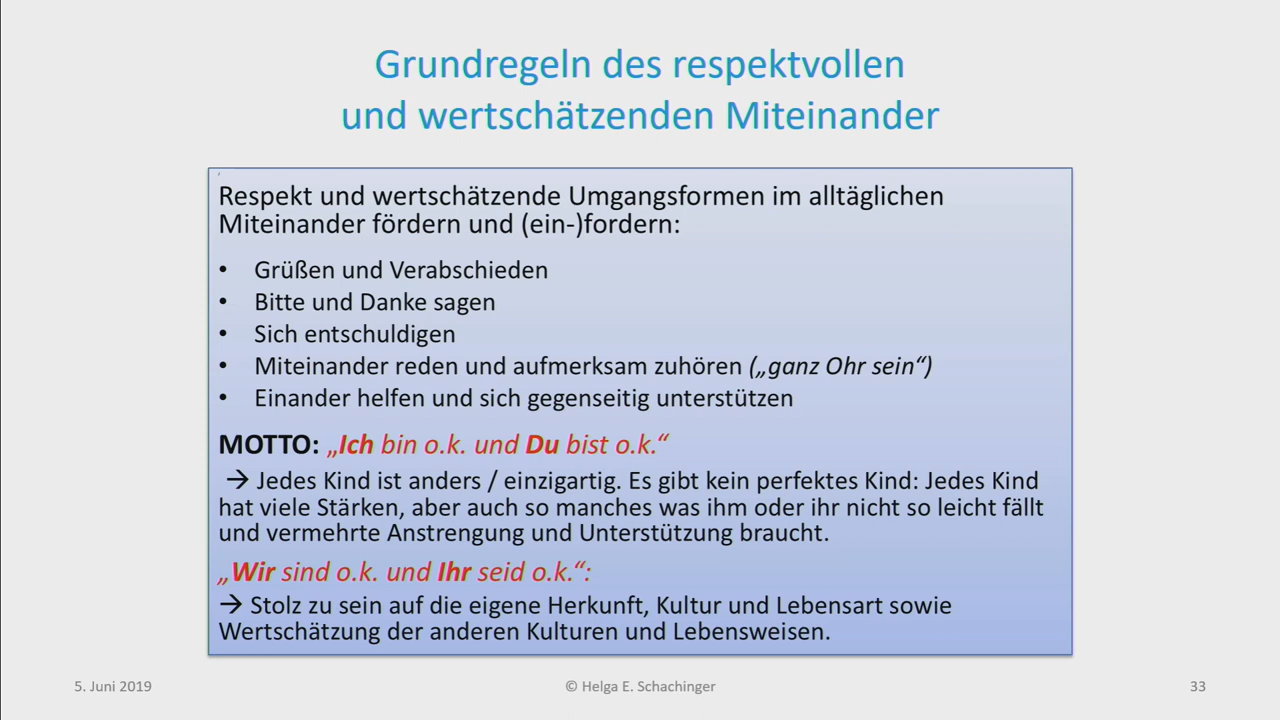 Grundregeln des respektvollen
und wertschätzenden Miteinander
Respekt und wertschätzende Umgangsformen im alltäglichen
Miteinander fördern und (ein-)fordern:
• Grüßen und Verabschieden
• Bitte und Danke sagen
• Sich entschuldigen
• Miteinander reden und aufmerksam zuhören („ganz Ohr sein“)
• Einander helfen und sich gegenseitig unterstützen
MOTTO: „Ich bin o.k. und Du bist o.k.“
→ Jedes Kind ist anders / einzigartig. Es gibt kein perfektes Kind: Jedes Kind
hat viele Stärken, aber auch so manches was ihm oder ihr nicht so leicht fällt
und vermehrte Anstrengung und Unterstützung braucht.
„Wir sind o.k. und Ihr seid o.k.“:
→ Stolz zu sein auf die eigene Herkunft, Kultur und Lebensart sowie
Wertschätzung der anderen Kulturen und Lebensweisen.
5. Juni 2019
© Helga E. Schachinger
33